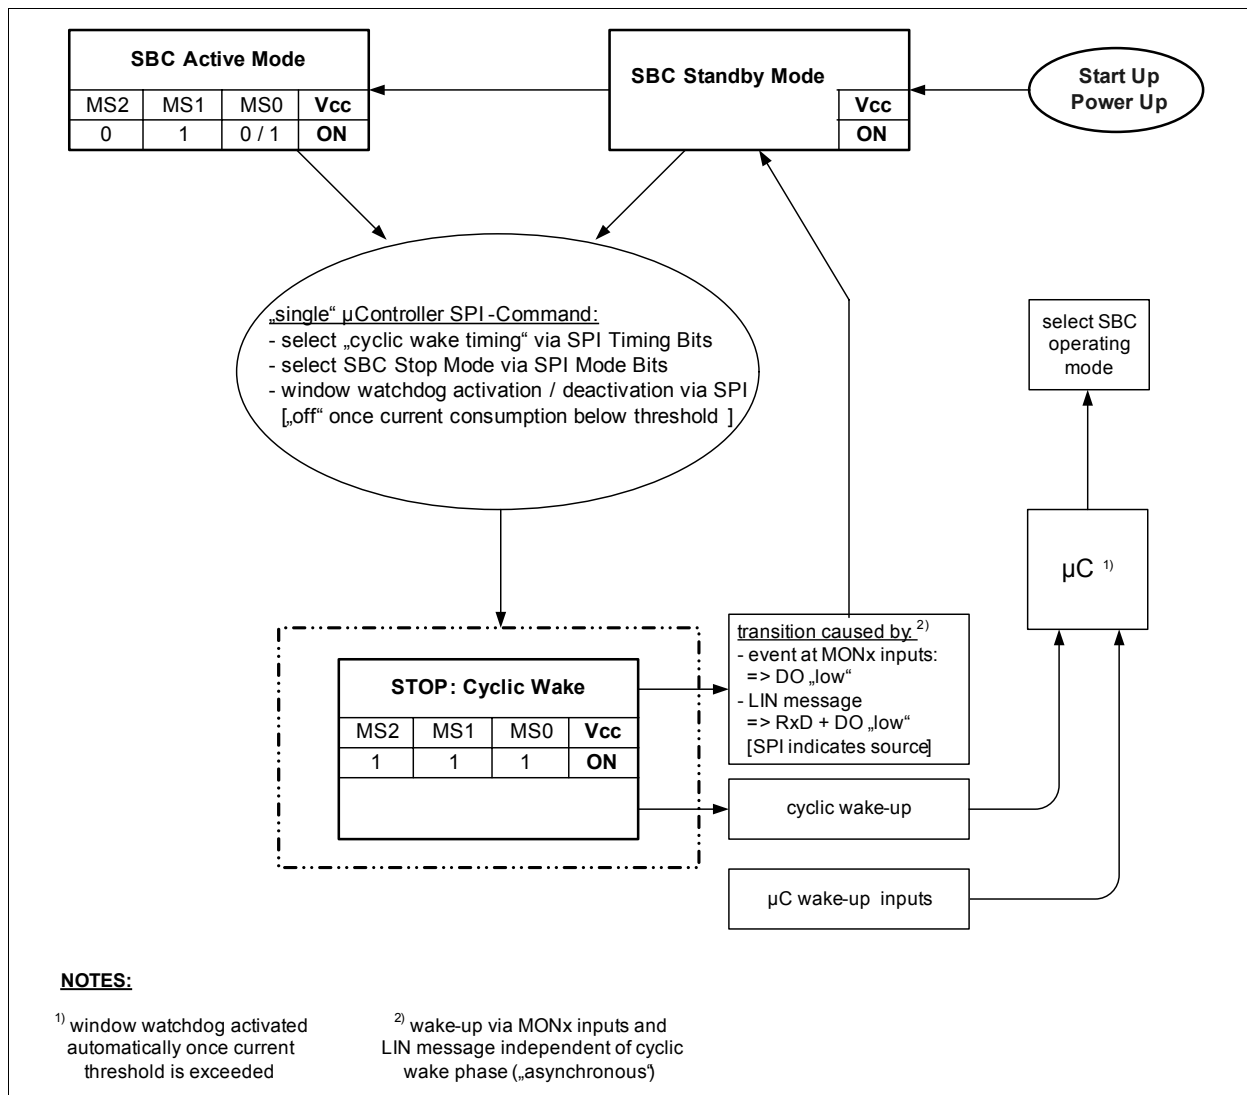 SBC Active Mode
MS2 MS1 MS0 Vcc
0 1 0 / 1 ON
SBC Standby Mode
Vcc
ON
Start Up
Power Up
„single“ µController SPI -Command:
- select „cyclic wake timing“ via SPI Timing Bits
- select SBC Stop Mode via SPI Mode Bits
- window watchdog activation / deactivation via SPI
[„off“ once current consumption below threshold ]
select SBC
operating
mode
µC 1)
STOP: Cyclic Wake
MS2 MS1 MS0 Vcc
1 1 1 ON
transition caused by: 2)
- event at MONx inputs:
=> DO „low“
- LIN message
=> RxD + DO „low“
[SPI indicates source]
cyclic wake-up
µC wake-up inputs
NOTES:
1) window watchdog activated
automatically once current
threshold is exceeded
2) wake-up via MONx inputs and
LIN message independent of cyclic
wake phase („asynchronous“)